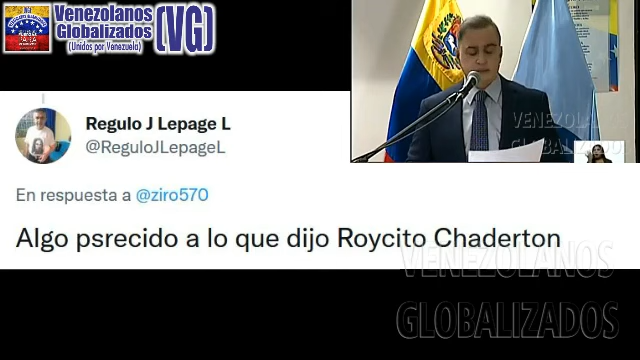 Venezolanos
Globalizados
(Unidos por Venezuela)
(VG)
Regulo J Lepage L
@ReguloJLepageL
En respuesta a @ziro570
Algo psrecido a lo que dijo Roycito Chaderton
VENEZOLANOS
GLOBALIZADOS
VENEZOLANOS
GLOBALIZADOS